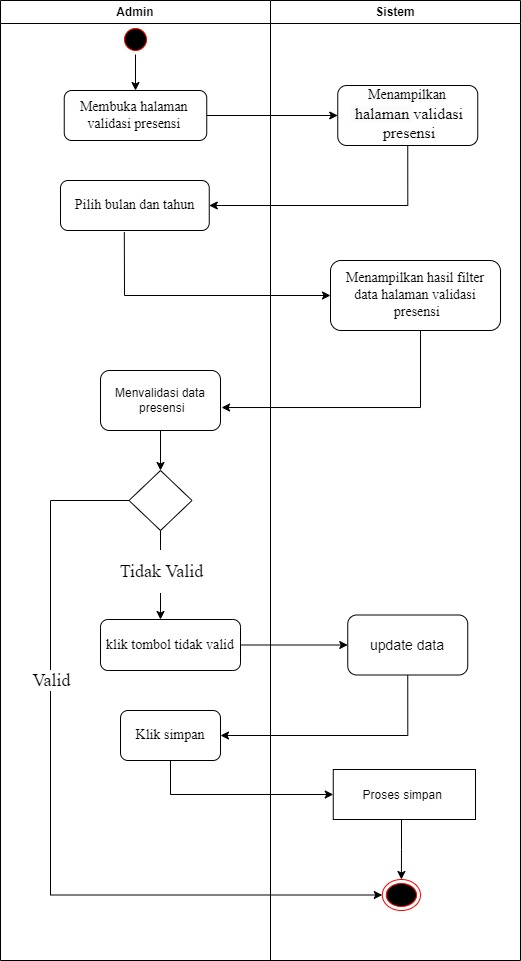 Admin
Sistem
Membuka halaman
validasi presensi
Menampilkan
halaman validasi
presensi
Pilih bulan dan tahun
Menampilkan hasil filter
data halaman validasi
presensi
Menvalidasi data
presensi
Tidak Valid
klik tombol tidak valid
update data
Valid
Klik simpan
Proses simpan